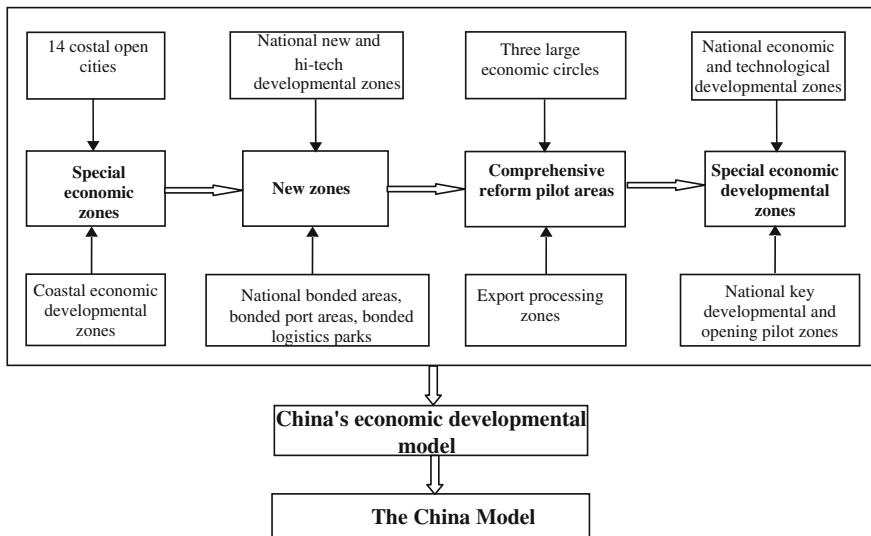 14 costal open
cities
National new and
hi-tech
developmental zones
Three large
economic circles
National economic
and technological
developmental zones
Special
economic
zones
New zones
Comprehensive
reform pilot areas
Special economic
developmental
zones
Coastal economic
developmental
zones
National bonded areas,
bonded port areas, bonded
logistics parks
Export processing
zones
National key
developmental and
opening pilot zones
China's economic developmental
model
The China Model